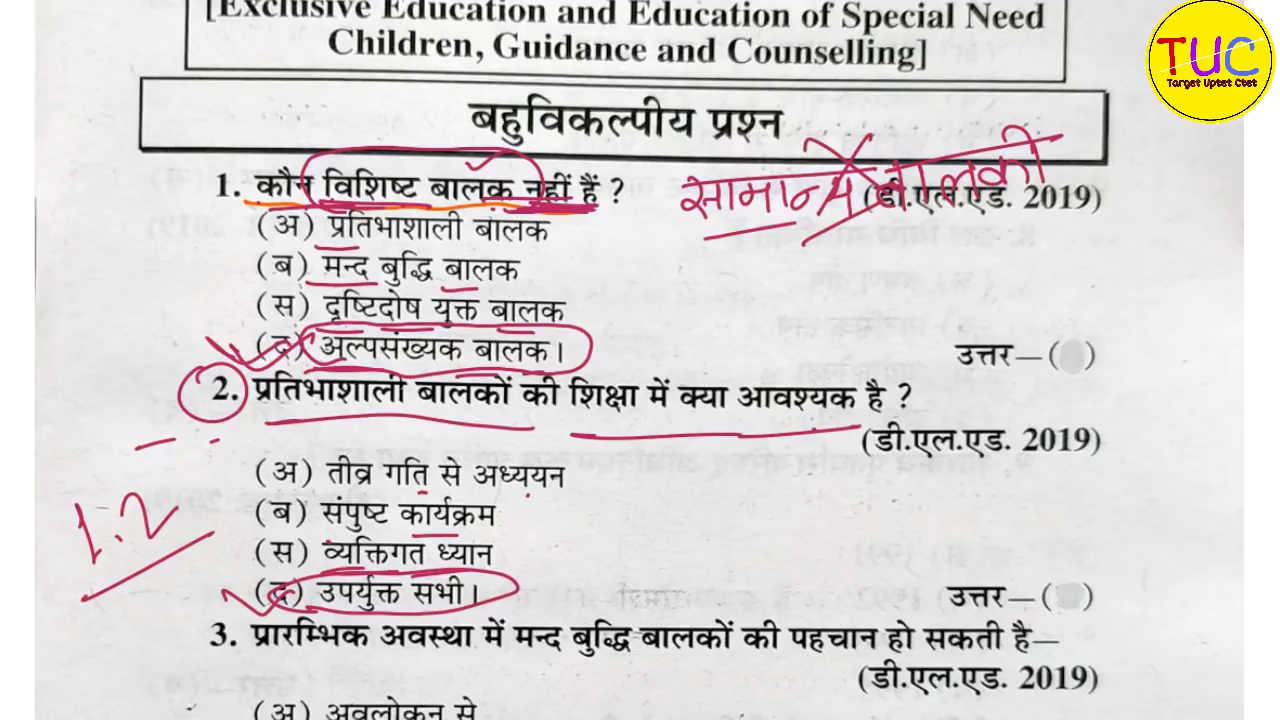 [Exclusive Education and Education of Special Need
Children, Guidance and Counselling]
TUC
Target Uptet Ctet
बहुविकल्पीय प्रश्न
1. कौन विशिष्ट बालक नहीं हैं ?
सामान्य बालकी
(डी.एल.एड. 2019)
(अ) प्रतिभाशाली बालक
(ब) मन्द बुद्धि बालक
(स) दृष्टिदोष युक्त बालक
(द) अल्पसंख्यक बालक।
उत्तर–( )
2. प्रतिभाशाली बालकों की शिक्षा में क्या आवश्यक है ?
(डी.एल.एड. 2019)
(अ) तीव्र गति से अध्ययन
(ब) संपुष्ट कार्यक्रम
1.2
(स) व्यक्तिगत ध्यान
(द) उपर्युक्त सभी।
उत्तर–( )
3. प्रारम्भिक अवस्था में मन्द बुद्धि बालकों की पहचान हो सकती है–
(डी.एल.एड. 2019)
(अ) अवलोकन से